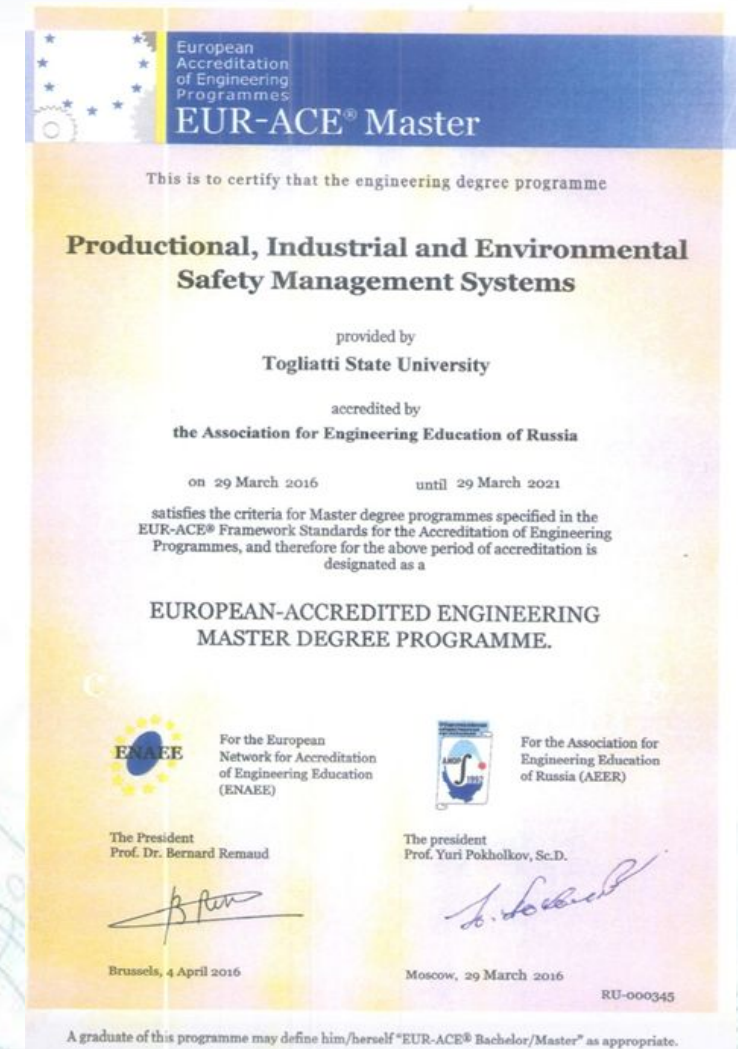 European
Accreditation
of Engineering
Programmes
EUR-ACE® Master
This is to certify that the engineering degree programme
Productional, Industrial and Environmental
Safety Management Systems
provided by
Togliatti State University
accredited by
the Association for Engineering Education of Russia
on 29 March 2016 until 29 March 2021
satisfies the criteria for Master degree programmes specified in the
EUR-ACE® Framework Standards for the Accreditation of Engineering
Programmes, and therefore for the above period of accreditation is
designated as a
EUROPEAN-ACCREDITED ENGINEERING
MASTER DEGREE PROGRAMME.
ENAEE
For the European
Network for Accreditation
of Engineering Education
(ENAEE)
АИОР
1992
For the Association for
Engineering Education
of Russia (AEER)
The President
Prof. Dr. Bernard Remaud
The president
Prof. Yuri Pokholkov, Sc.D.
Brussels, 4 April 2016
Moscow, 29 March 2016
RU-000345
A graduate of this programme may define him/herself "EUR-ACE® Bachelor/Master" as appropriate.